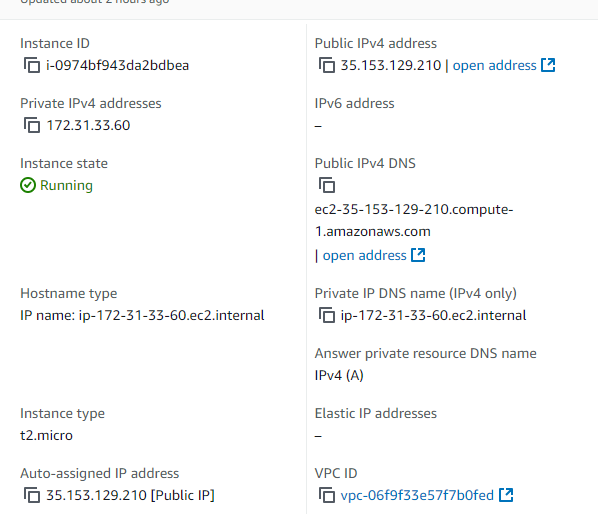 Updated about 2 hours ago
Instance ID
i-0974bf943da2bdbea
Public IPv4 address
35.153.129.210 | open address
Private IPv4 addresses
172.31.33.60
IPv6 address
–
Instance state
Running
Public IPv4 DNS
ec2-35-153-129-210.compute-
1.amazonaws.com
| open address
Hostname type
IP name: ip-172-31-33-60.ec2.internal
Private IP DNS name (IPv4 only)
ip-172-31-33-60.ec2.internal
Answer private resource DNS name
IPv4 (A)
Instance type
t2.micro
Elastic IP addresses
–
Auto-assigned IP address
35.153.129.210 [Public IP]
VPC ID
vpc-06f9f33e57f7b0fed